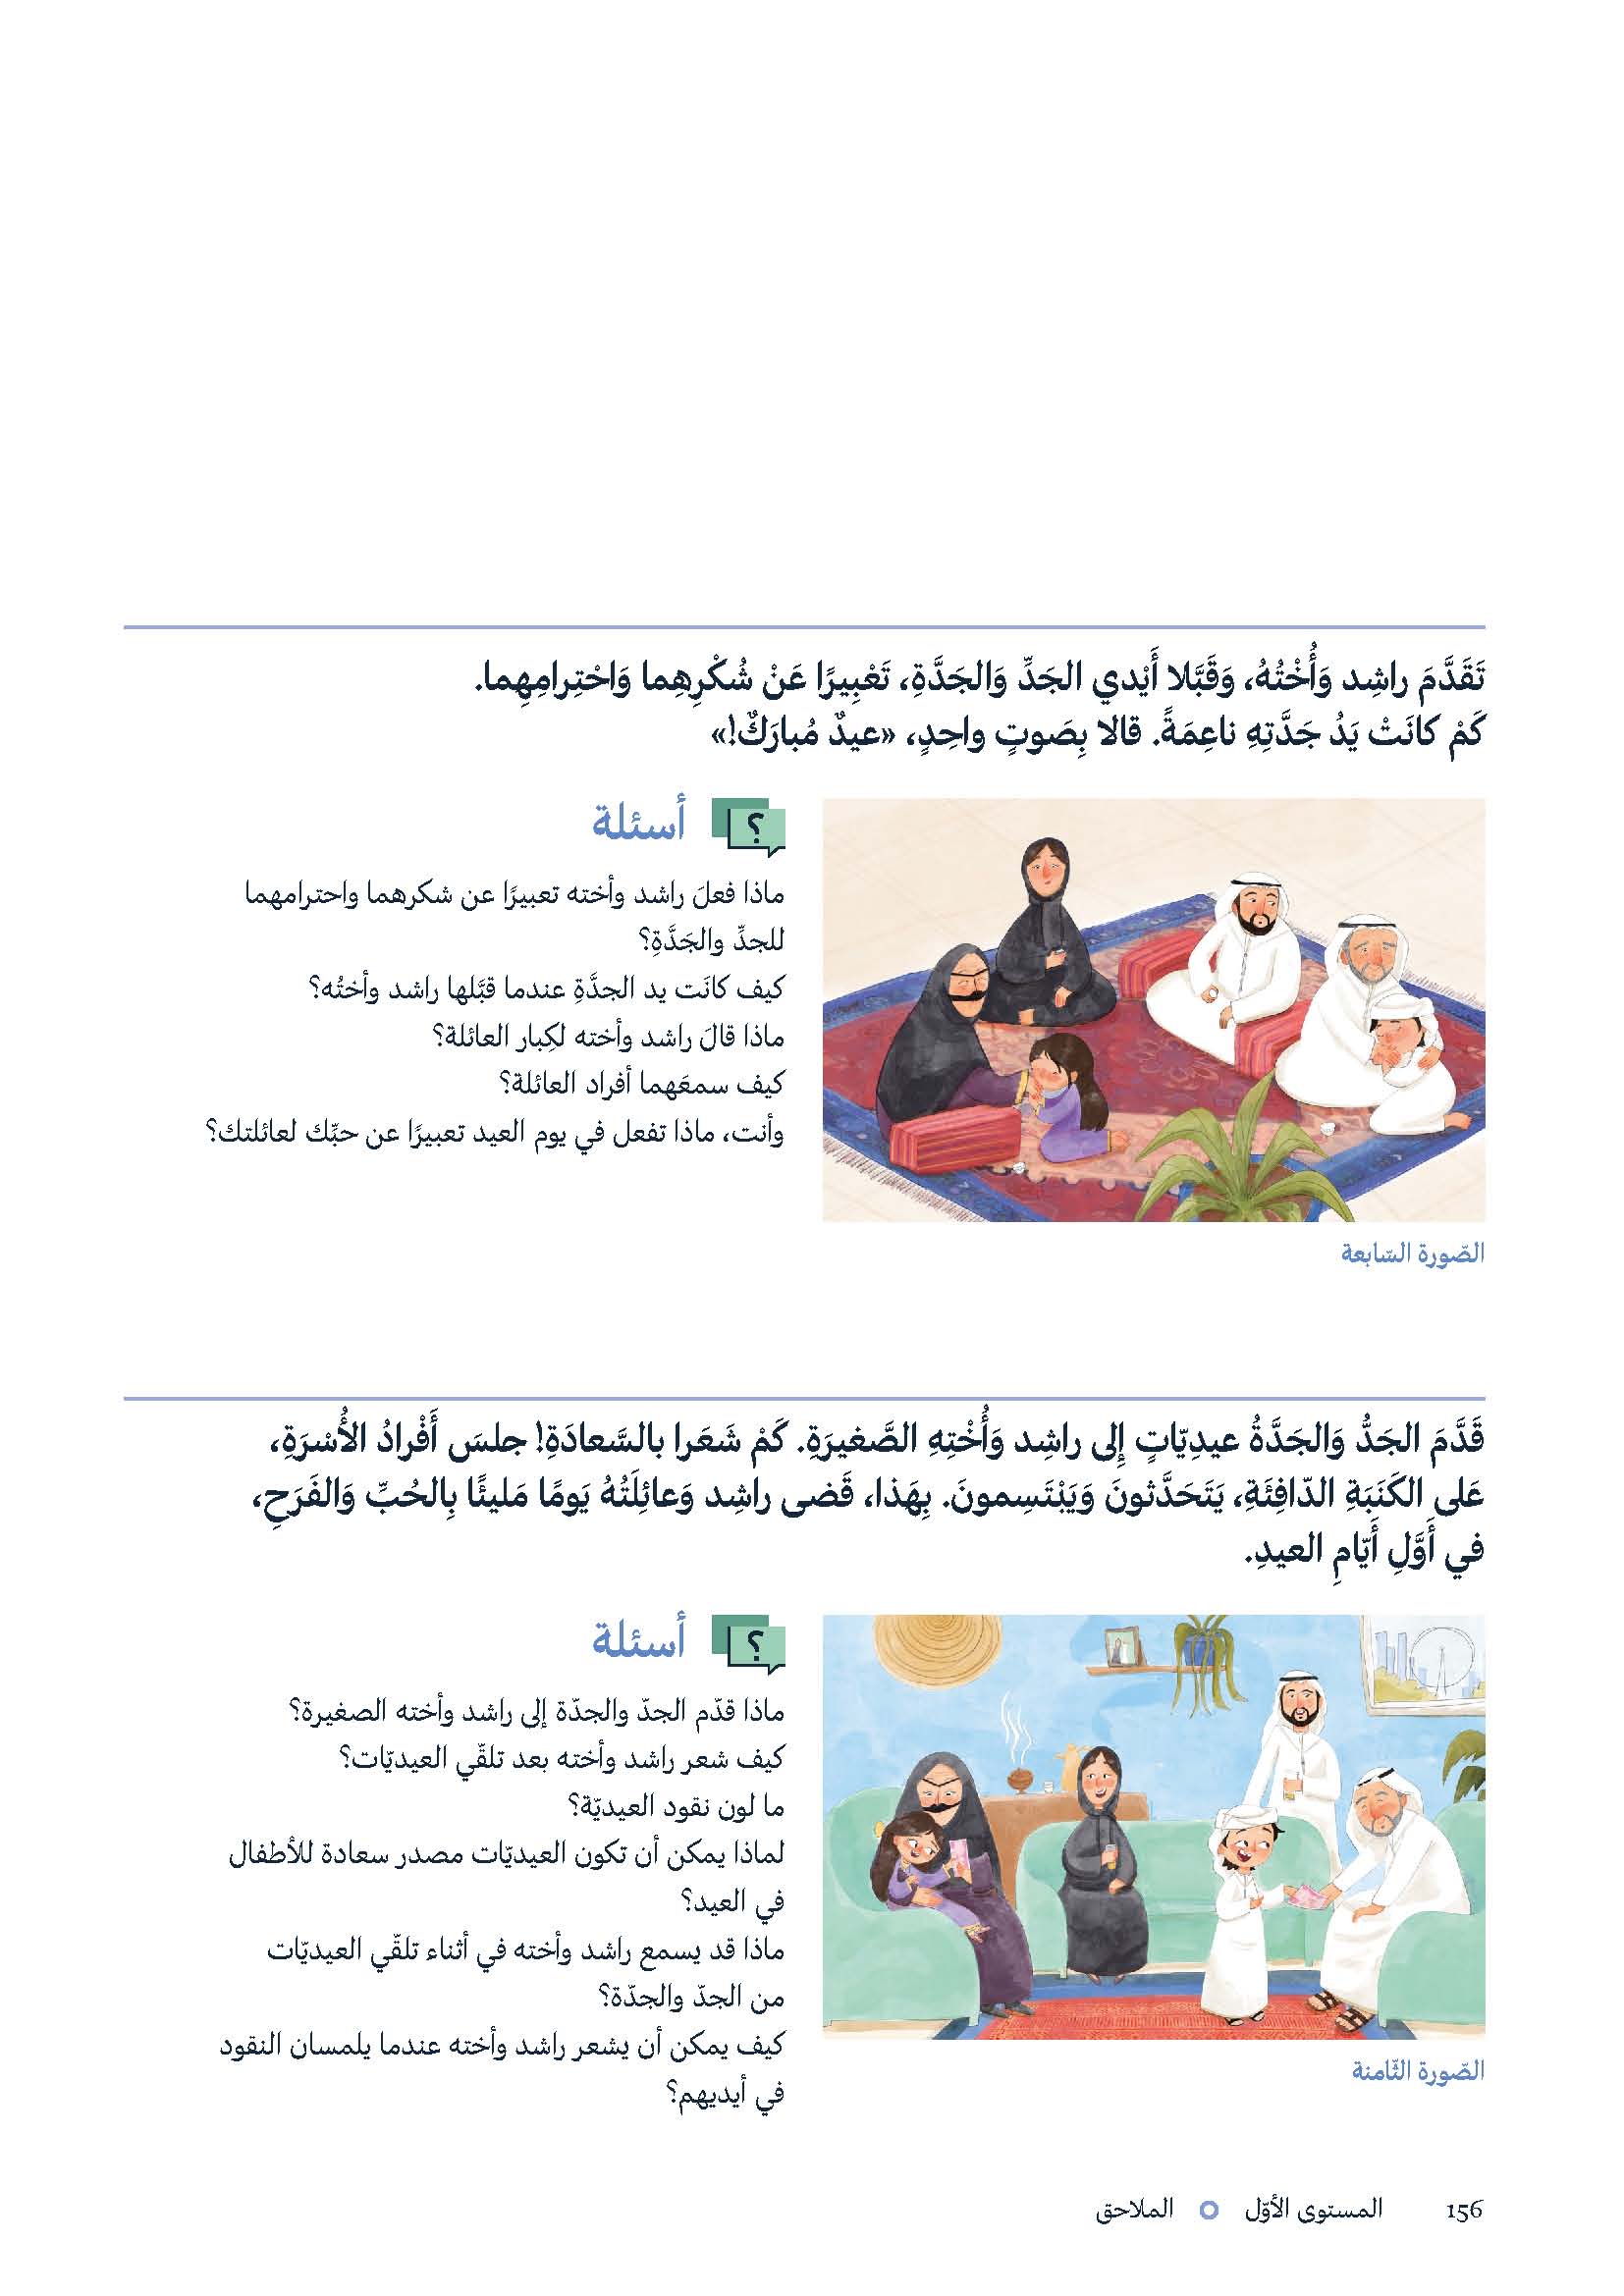 تَقَدَّمَ راشِد وَأُخْتُهُ، وَقَبَّلا أَيْدي الجَدِّ وَالجَدَّةِ، تَعْبِيرًا عَنْ شُكْرِهِما وَاحْتِرامِهِما.
كَمْ كانَتْ يَدُ جَدَّتِهِ ناعِمَةً. قالا بِصَوتٍ واحِدٍ، «عيدٌ مُبارَكٌ!»
؟ أسئلة
ماذا فعلَ راشد وأخته تعبيرًا عن شكرهما واحترامهما
للجدِّ والجَدَّةِ؟
كيف كانَت يد الجدَّةِ عندما قبَّلها راشد وأختُه؟
ماذا قالَ راشد وأخته لكِبار العائلة؟
كيف سمعَهما أفراد العائلة؟
وأنت، ماذا تفعل في يوم العيد تعبيرًا عن حبّك لعائلتك؟
الصّورة السّابعة
قَدَّمَ الجَدُّ وَالجَدَّةُ عيدِيّاتٍ إِلى راشِد وَأُخْتِهِ الصَّغيرَةِ. كَمْ شَعَرا بالسَّعادَةِ! جلسَ أَفْرادُ الأُسْرَةِ،
عَلى الكَنَبَةِ الدّافِئَةِ، يَتَحَدَّثونَ وَيَبْتَسِمونَ. بِهَذا، قَضى راشِد وَعائِلَتُهُ يَومًا مَليئًا بِالحُبِّ وَالفَرَحِ،
في أَوَّلِ أَيّامِ العيدِ.
؟ أسئلة
ماذا قدّم الجدّ والجدّة إلى راشد وأخته الصغيرة؟
كيف شعر راشد وأخته بعد تلقّي العيديّات؟
ما لون نقود العيديّة؟
لماذا يمكن أن تكون العيديّات مصدر سعادة للأطفال
في العيد؟
ماذا قد يسمع راشد وأخته في أثناء تلقّي العيديّات
من الجدّ والجدّة؟
كيف يمكن أن يشعر راشد وأخته عندما يلمسان النقود
في أيديهم؟
الصّورة الثّامنة
156 المستوى الأوّل الملاحق